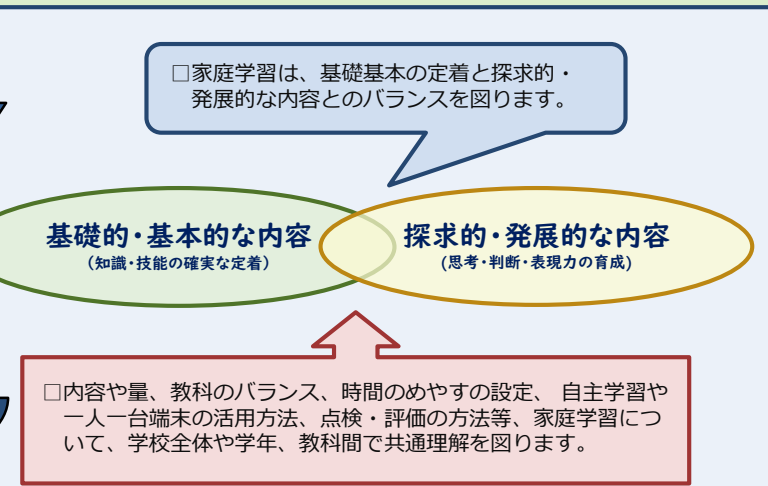 □家庭学習は、基礎基本の定着と探求的・
発展的な内容とのバランスを図ります。
基礎的・基本的な内容
（知識・技能の確実な定着）
探求的・発展的な内容
(思考・判断・表現力の育成)
□内容や量、教科のバランス、時間のめやすの設定、 自主学習や
一人一台端末の活用方法、点検・評価の方法等、家庭学習につ
いて、学校全体や学年、教科間で共通理解を図ります。